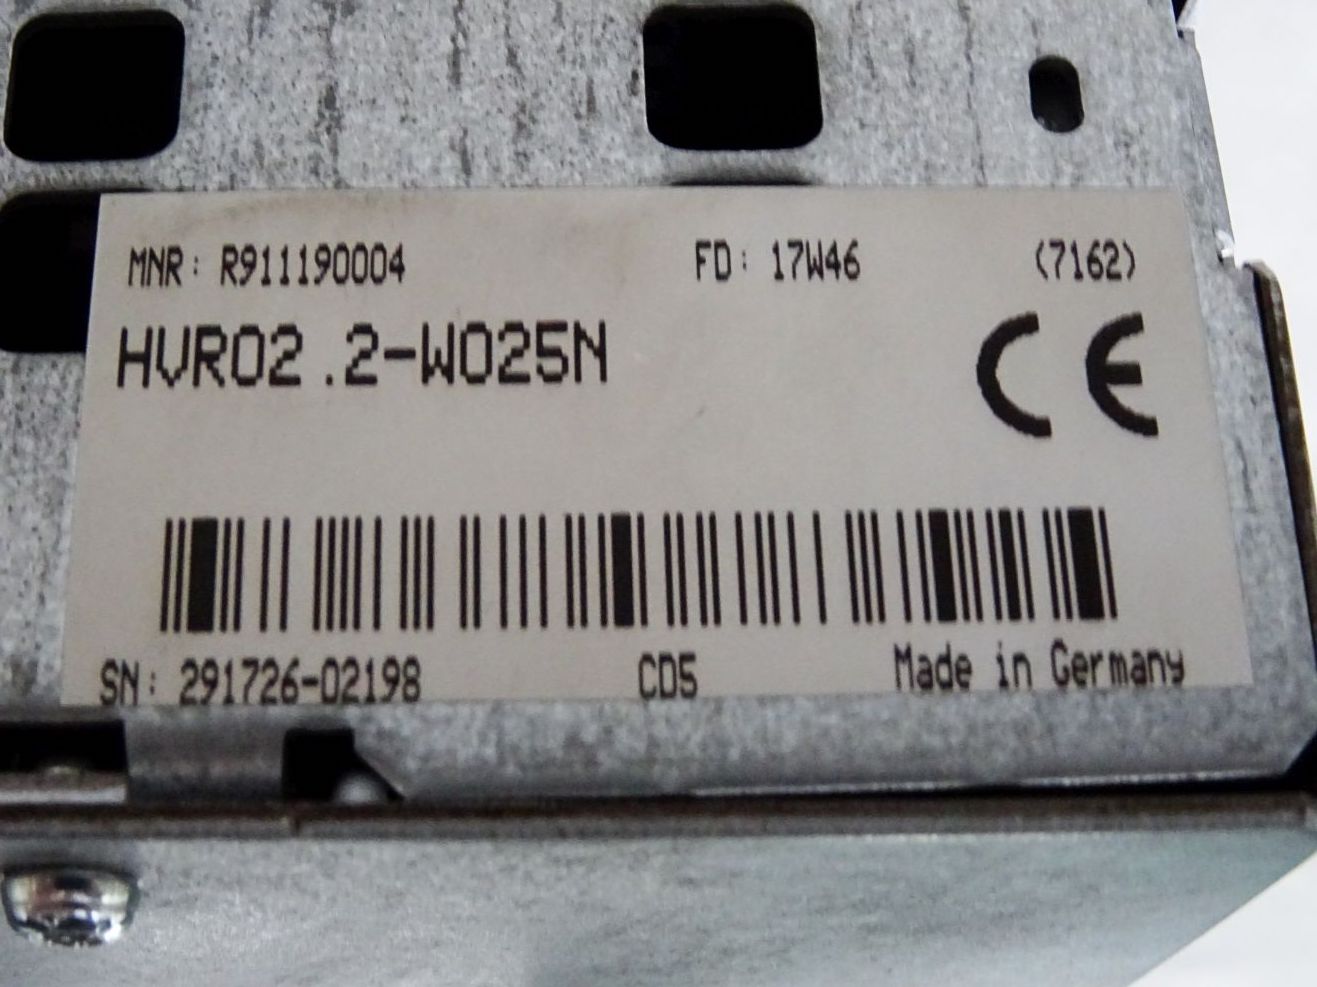 MNR: R911190004 FD: 17W46 (7162)
HVR02.2-W025N CE
SN: 291726-02198 CD5 Made in Germany